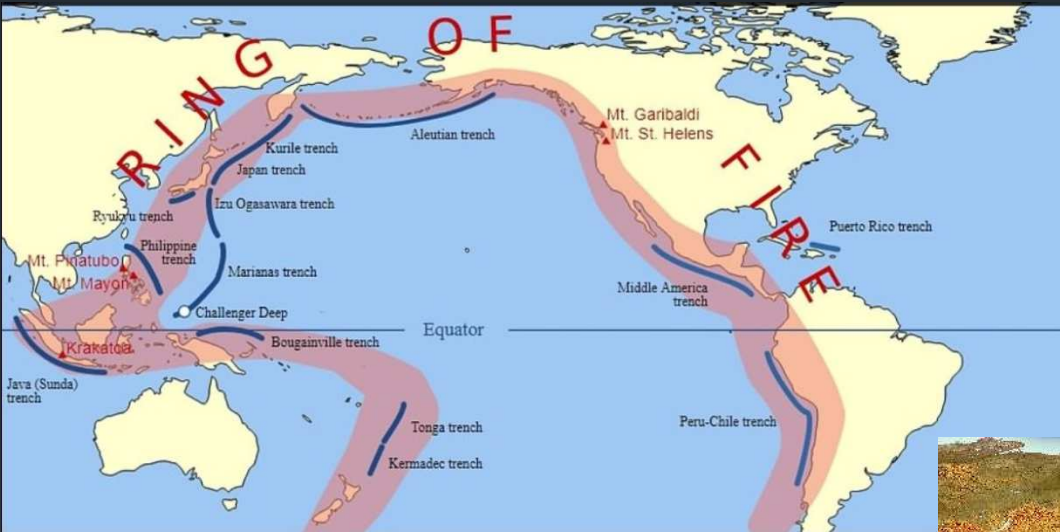 RING OF FIRE
Mt. Garibaldi
Mt. St. Helens
Aleutian trench
Kurile trench
Japan trench
Izu Ogasawara trench
Ryukyu trench
Puerto Rico trench
Philippine
trench
Mt. Pinatubo
Mt. Mayon
Marianas trench
Middle America
trench
Challenger Deep
Equator
Bougainville trench
Krakatoa
Java (Sunda)
trench
Peru-Chile trench
Tonga trench
Kermadec trench